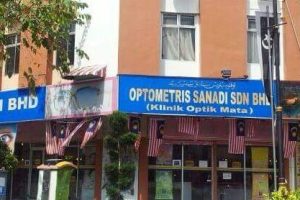 I BHD
OPTOMETRIS SANADI SDN BHD
(Klinik Optik Mata)